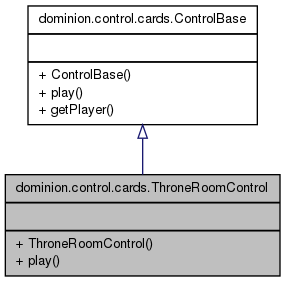 dominion.control.cards.ControlBase
+ ControlBase()
+ play()
+ getPlayer()
dominion.control.cards.ThroneRoomControl
+ ThroneRoomControl()
+ play()